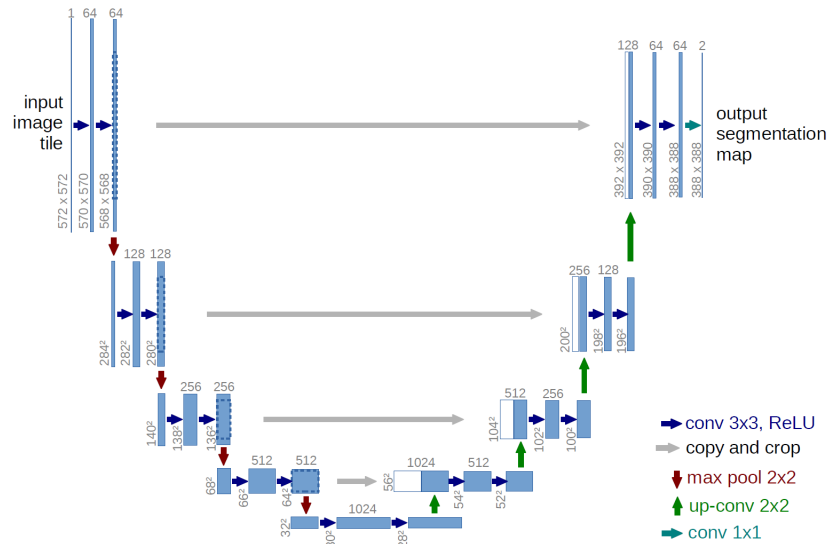 1 64 64
input
image
tile
572 x 572
570 x 570
568 x 568
128 64 64 2
output
segmentation
map
392 x 392
390 x 390
388 x 388
388 x 388
128 128
284²
282²
280²
256 128
200²
198²
196²
256 256
140²
138²
136²
512 256
104²
102²
100²
512 512
68²
66²
64²
1024 512
56²
54²
52²
1024
32²
conv 3x3, ReLU
copy and crop
max pool 2x2
up-conv 2x2
conv 1x1